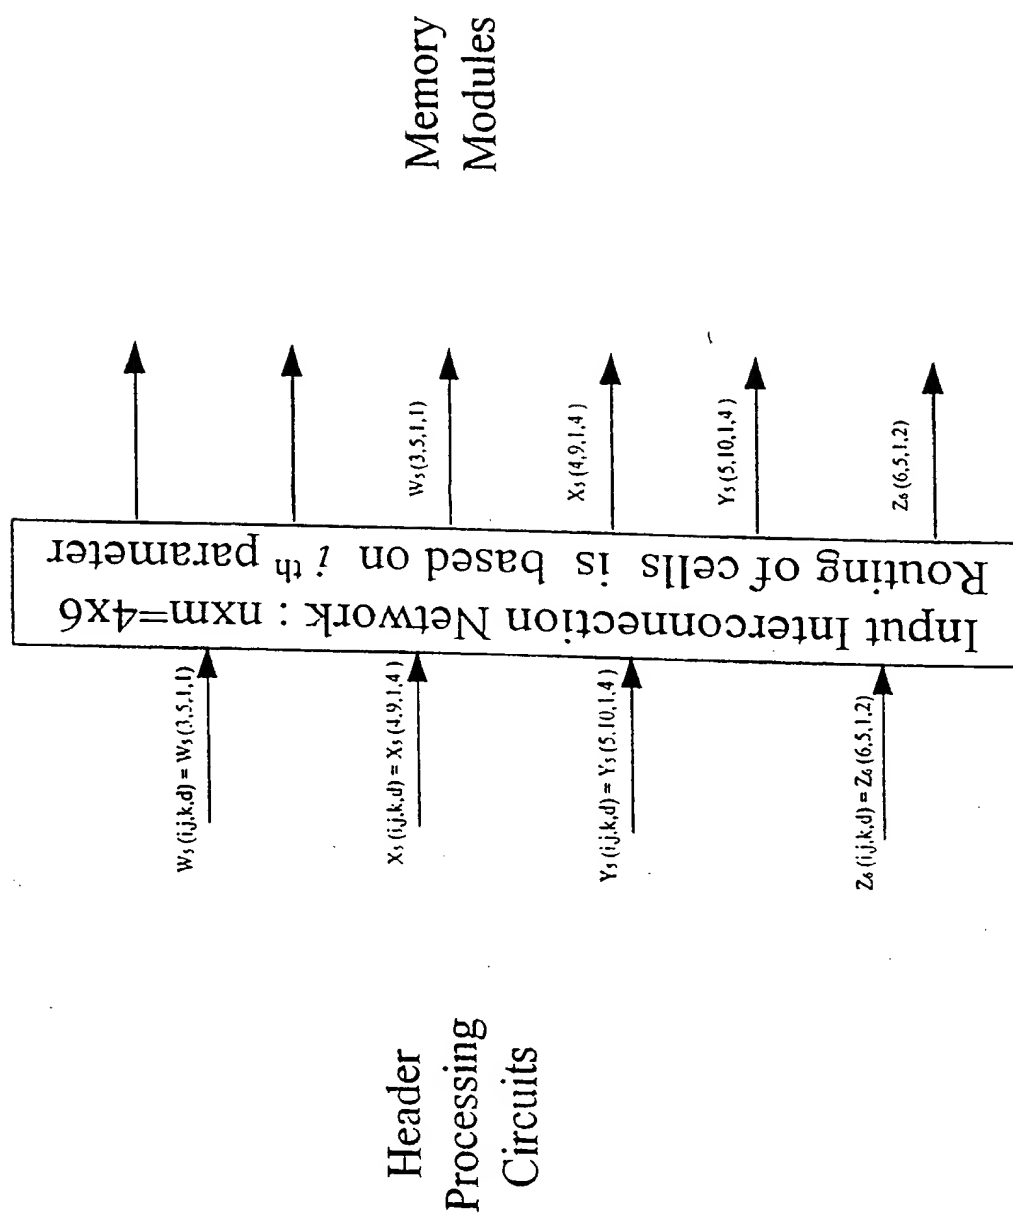 Header
Processing
Circuits
W5 (i,j,k,d) = W5 (3,5,1,1)
X5 (i,j,k,d) = X5 (4,9,1,4)
Y5 (i,j,k,d) = Y5 (5,10,1,4)
Z6 (i,j,k,d) = Z6 (6,5,1,2)
Input Interconnection Network : nxm=4x6
Routing of cells is based on i th parameter
W5 (3,5,1,1)
X5 (4,9,1,4)
Y5 (5,10,1,4)
Z6 (6,5,1,2)
Memory
Modules